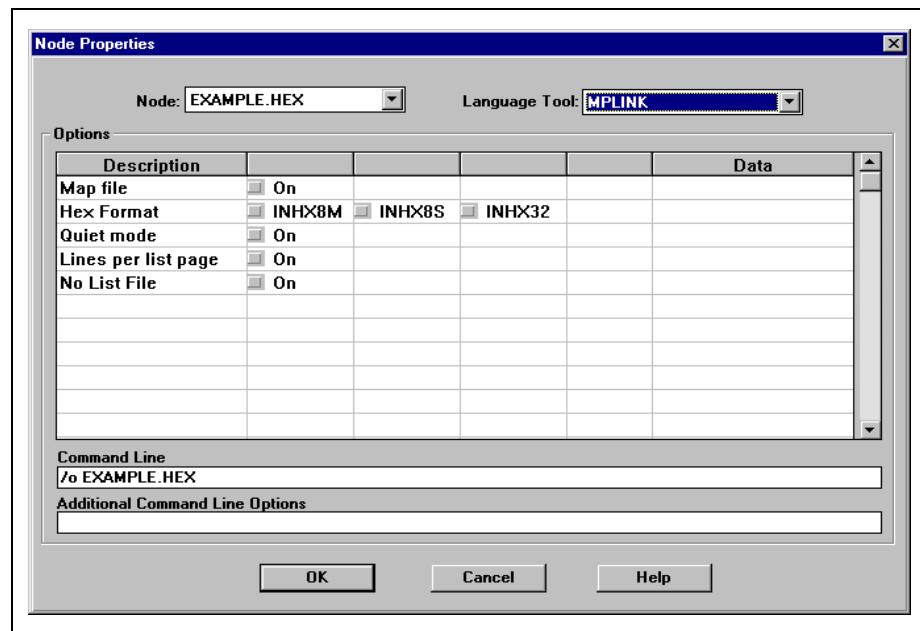 Node Properties
Node: EXAMPLE.HEX Language Tool: MPLINK
Options
Description Data
Map file On
Hex Format INHX8M INHX8S INHX32
Quiet mode On
Lines per list page On
No List File On
Command Line
/o EXAMPLE.HEX
Additional Command Line Options
OK Cancel Help